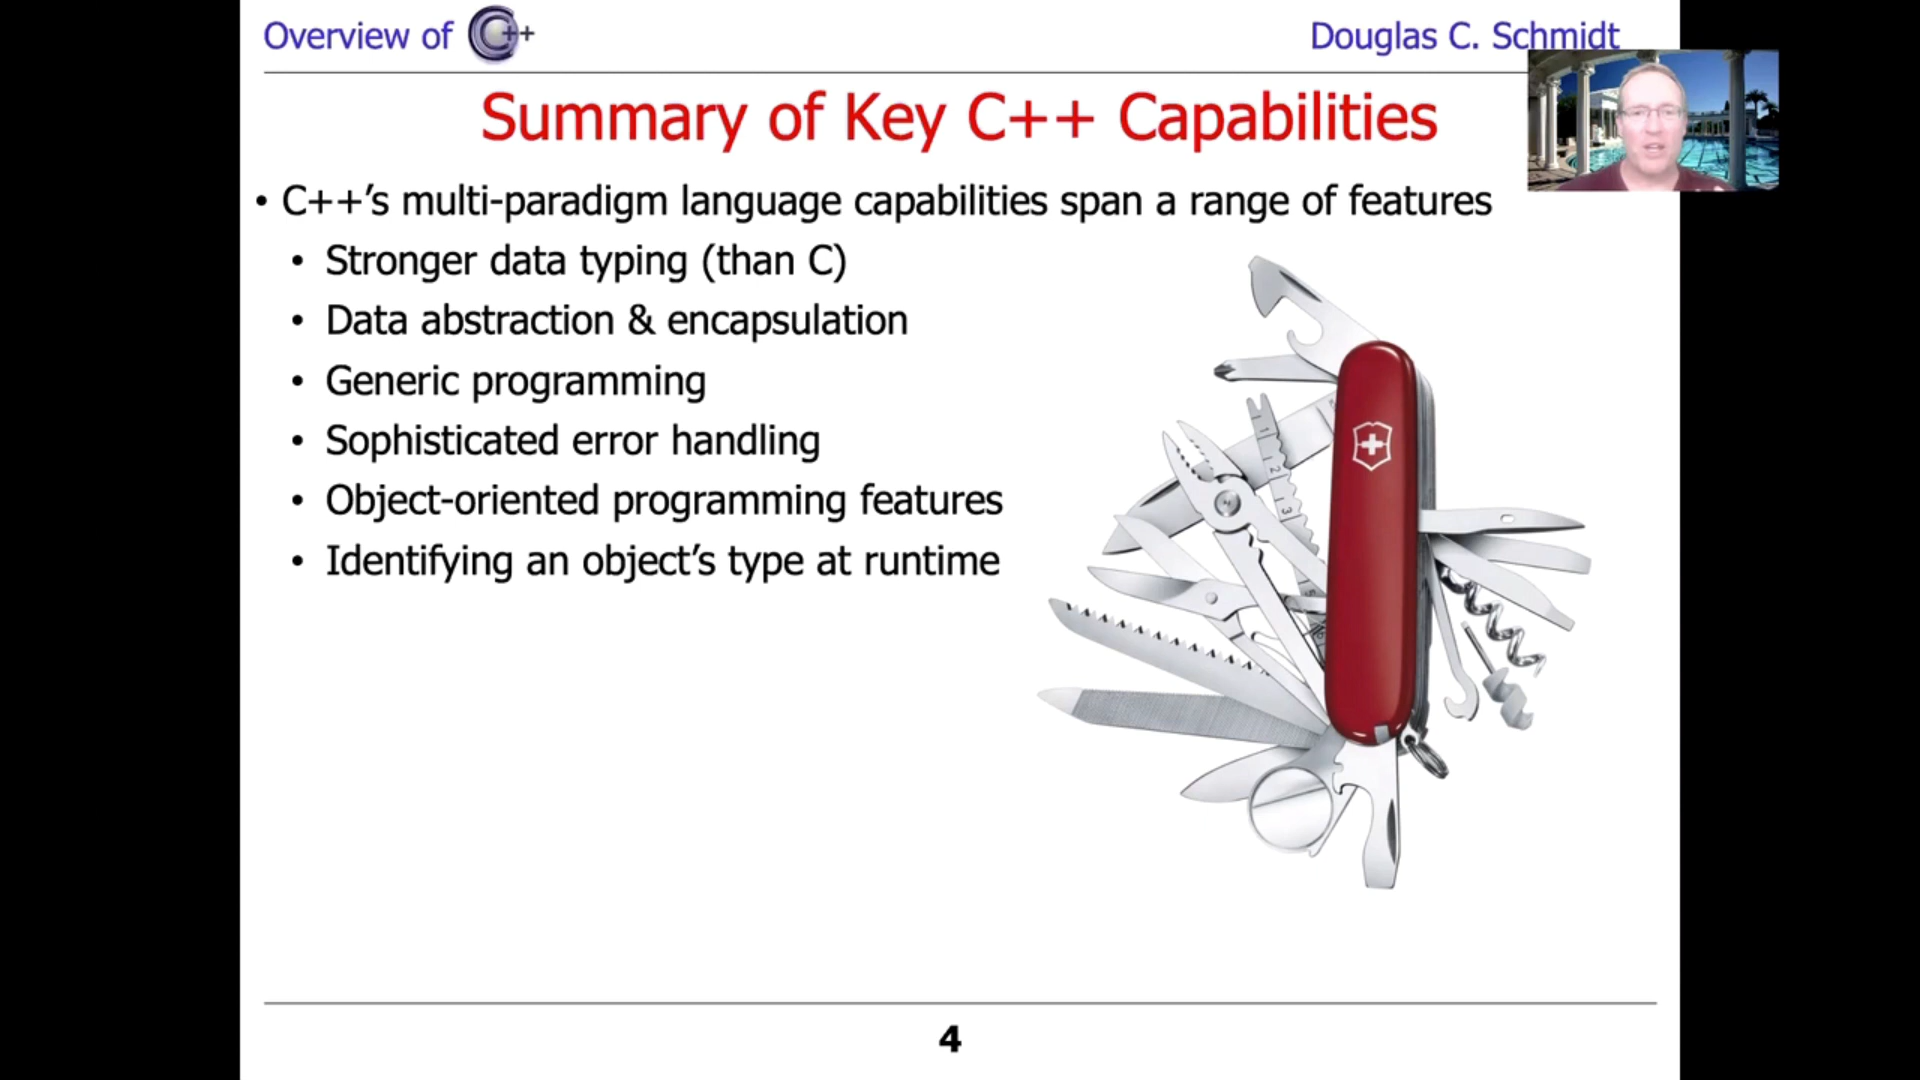 Overview of C++
Douglas C. Schmidt
Summary of Key C++ Capabilities
• C++’s multi-paradigm language capabilities span a range of features
• Stronger data typing (than C)
• Data abstraction & encapsulation
• Generic programming
• Sophisticated error handling
• Object-oriented programming features
• Identifying an object’s type at runtime
4